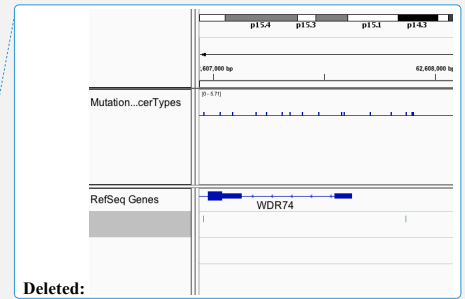 p15.4 p15.3 p15.1 p14.3
,607,000 bp 62,608,000 bp
[0 - 5.71]
Mutation...cerTypes
RefSeq Genes
WDR74
Deleted: